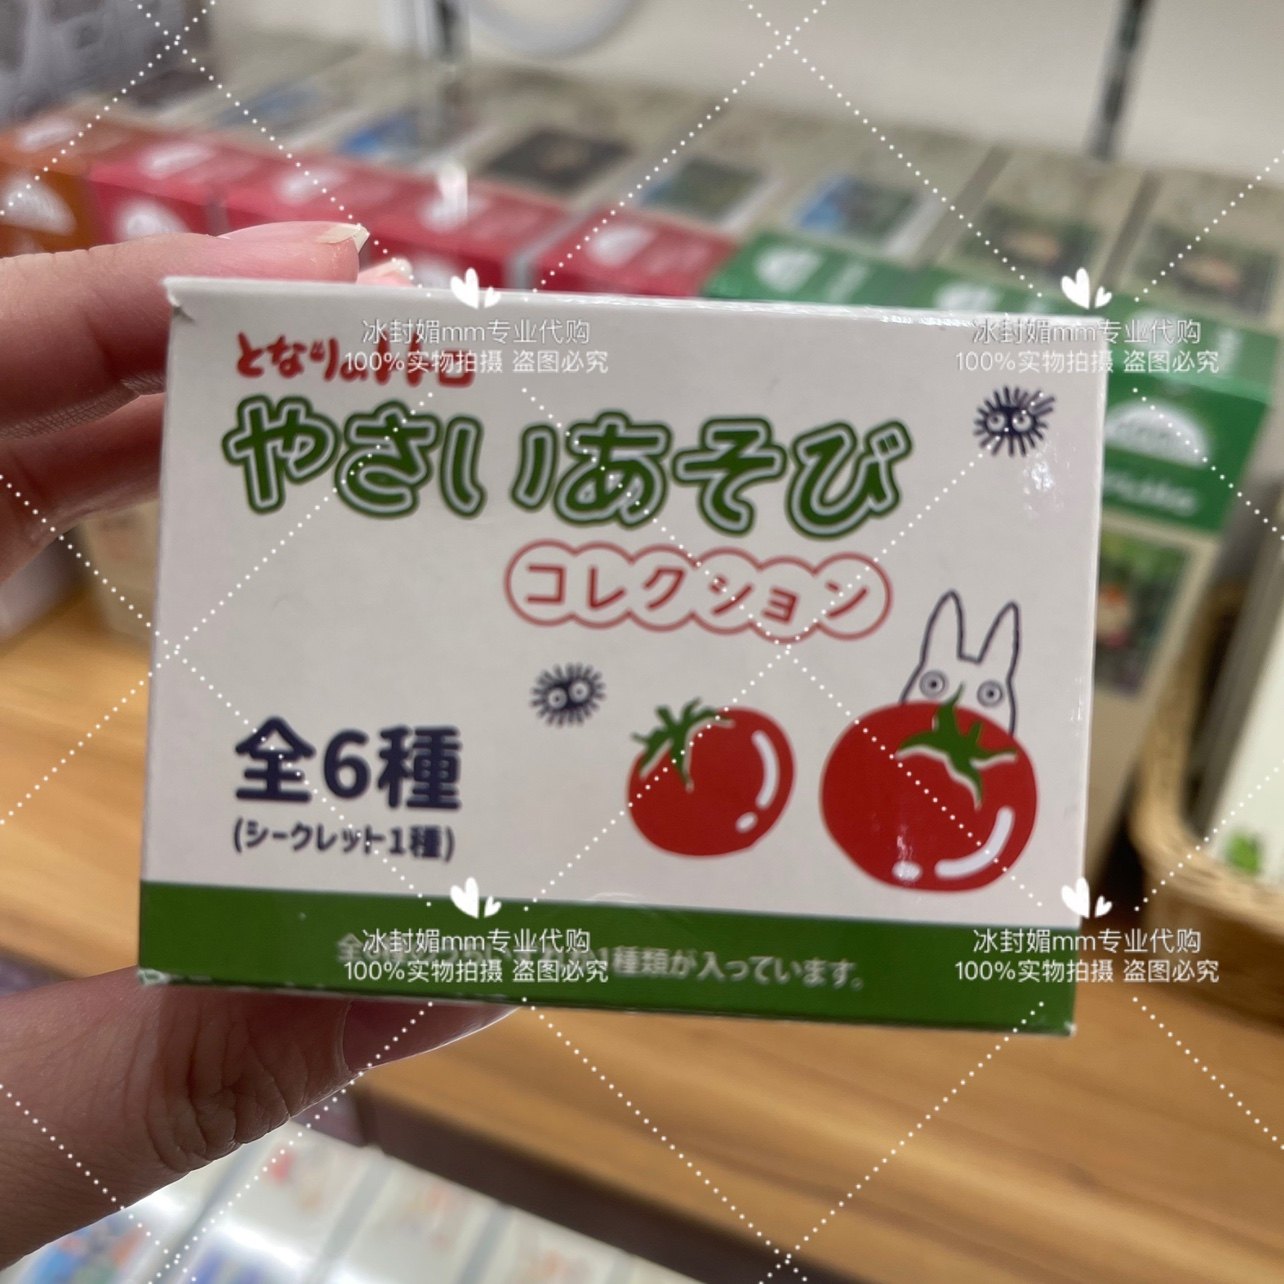 となりのトトロ
やさいあそび
コレクション
全6種
(シークレット1種)
1種類が入っています。
冰封媚mm专业代购
100%实物拍摄 盗图必究
冰封媚mm专业代购
100%实物拍摄 盗图必究
冰封媚mm专业代购
100%实物拍摄 盗图必究
冰封媚mm专业代购
100%实物拍摄 盗图必究